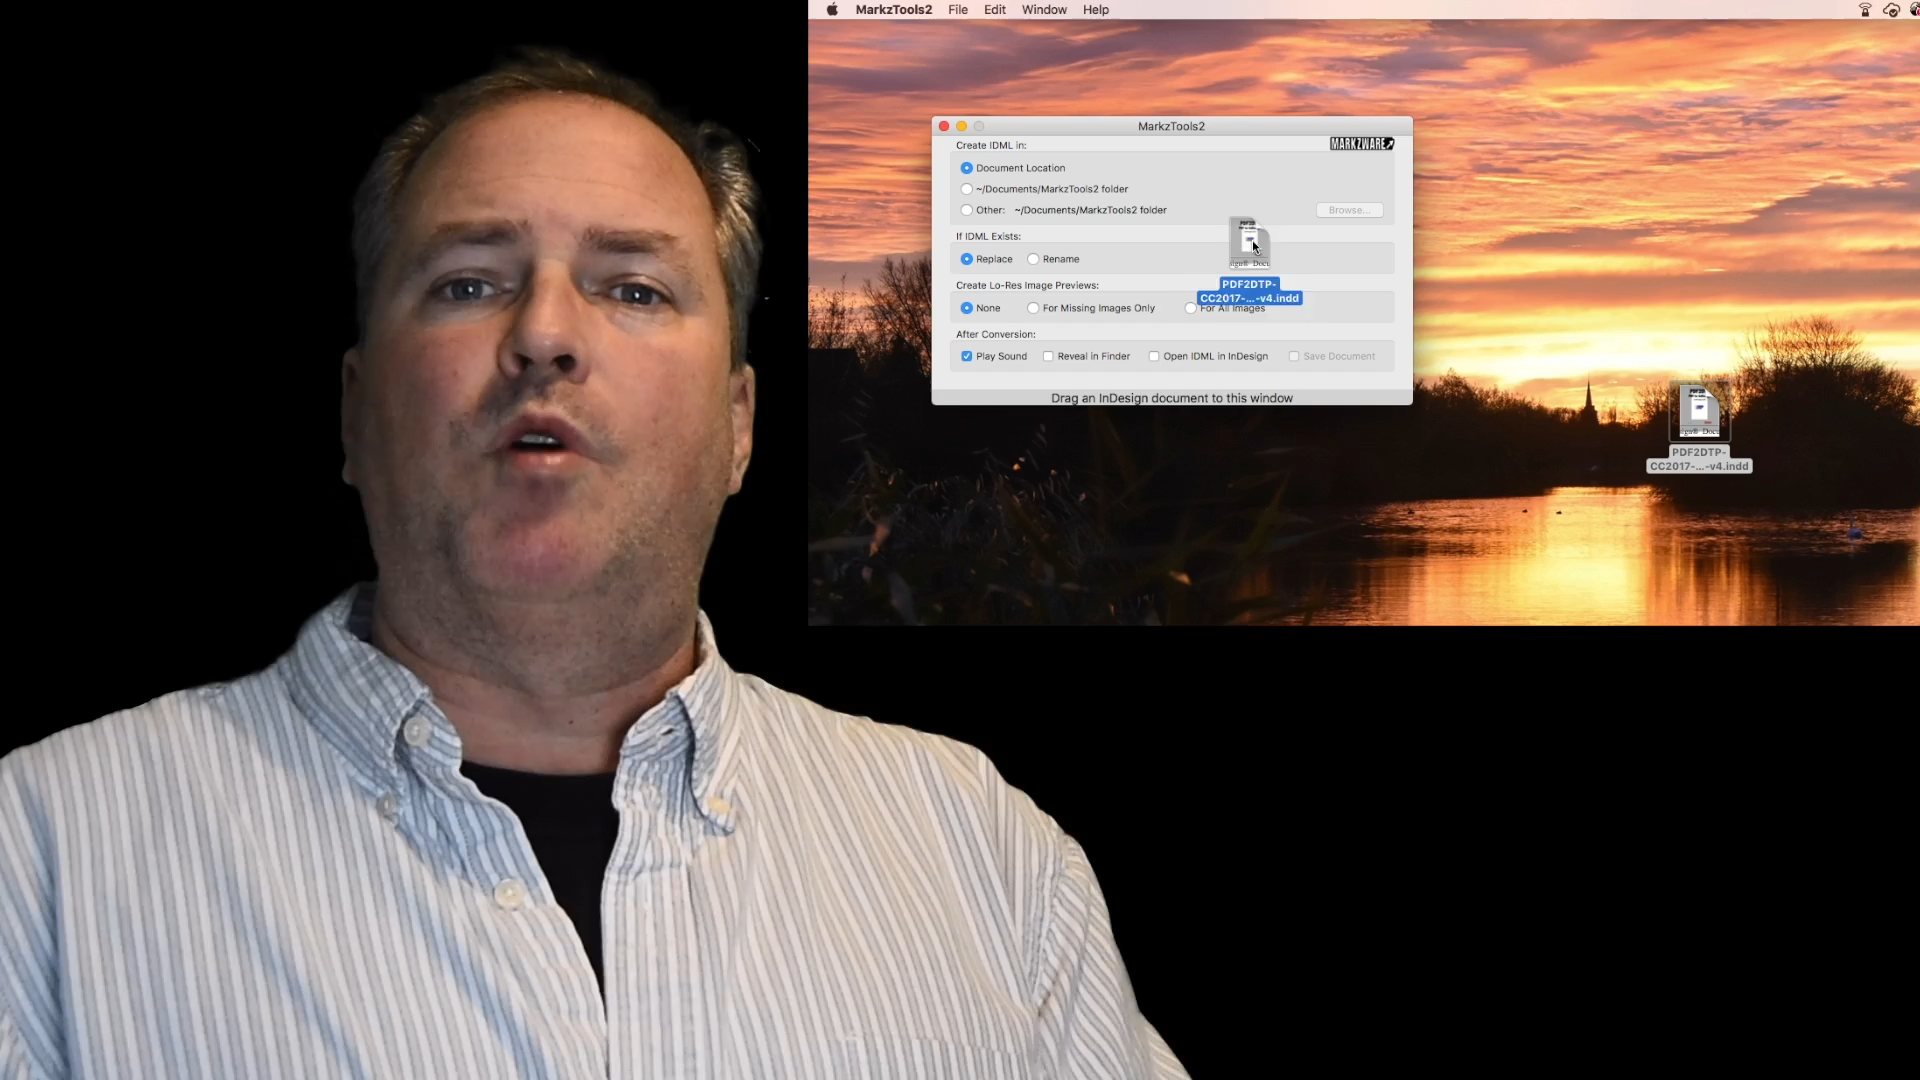 MarkzTools2 File Edit Window Help
MarkzTools2
MARKZWARE
Create IDML in:
Document Location
~/Documents/MarkzTools2 folder
Other: ~/Documents/MarkzTools2 folder
Browse...
If IDML Exists:
Replace Rename
PDF2DTP-
CC2017-...-v4.indd
Create Lo-Res Image Previews:
None For Missing Images Only For All Images
After Conversion:
Play Sound Reveal in Finder Open IDML in InDesign Save Document
Drag an InDesign document to this window
PDF2DTP-
CC2017-...-v4.indd